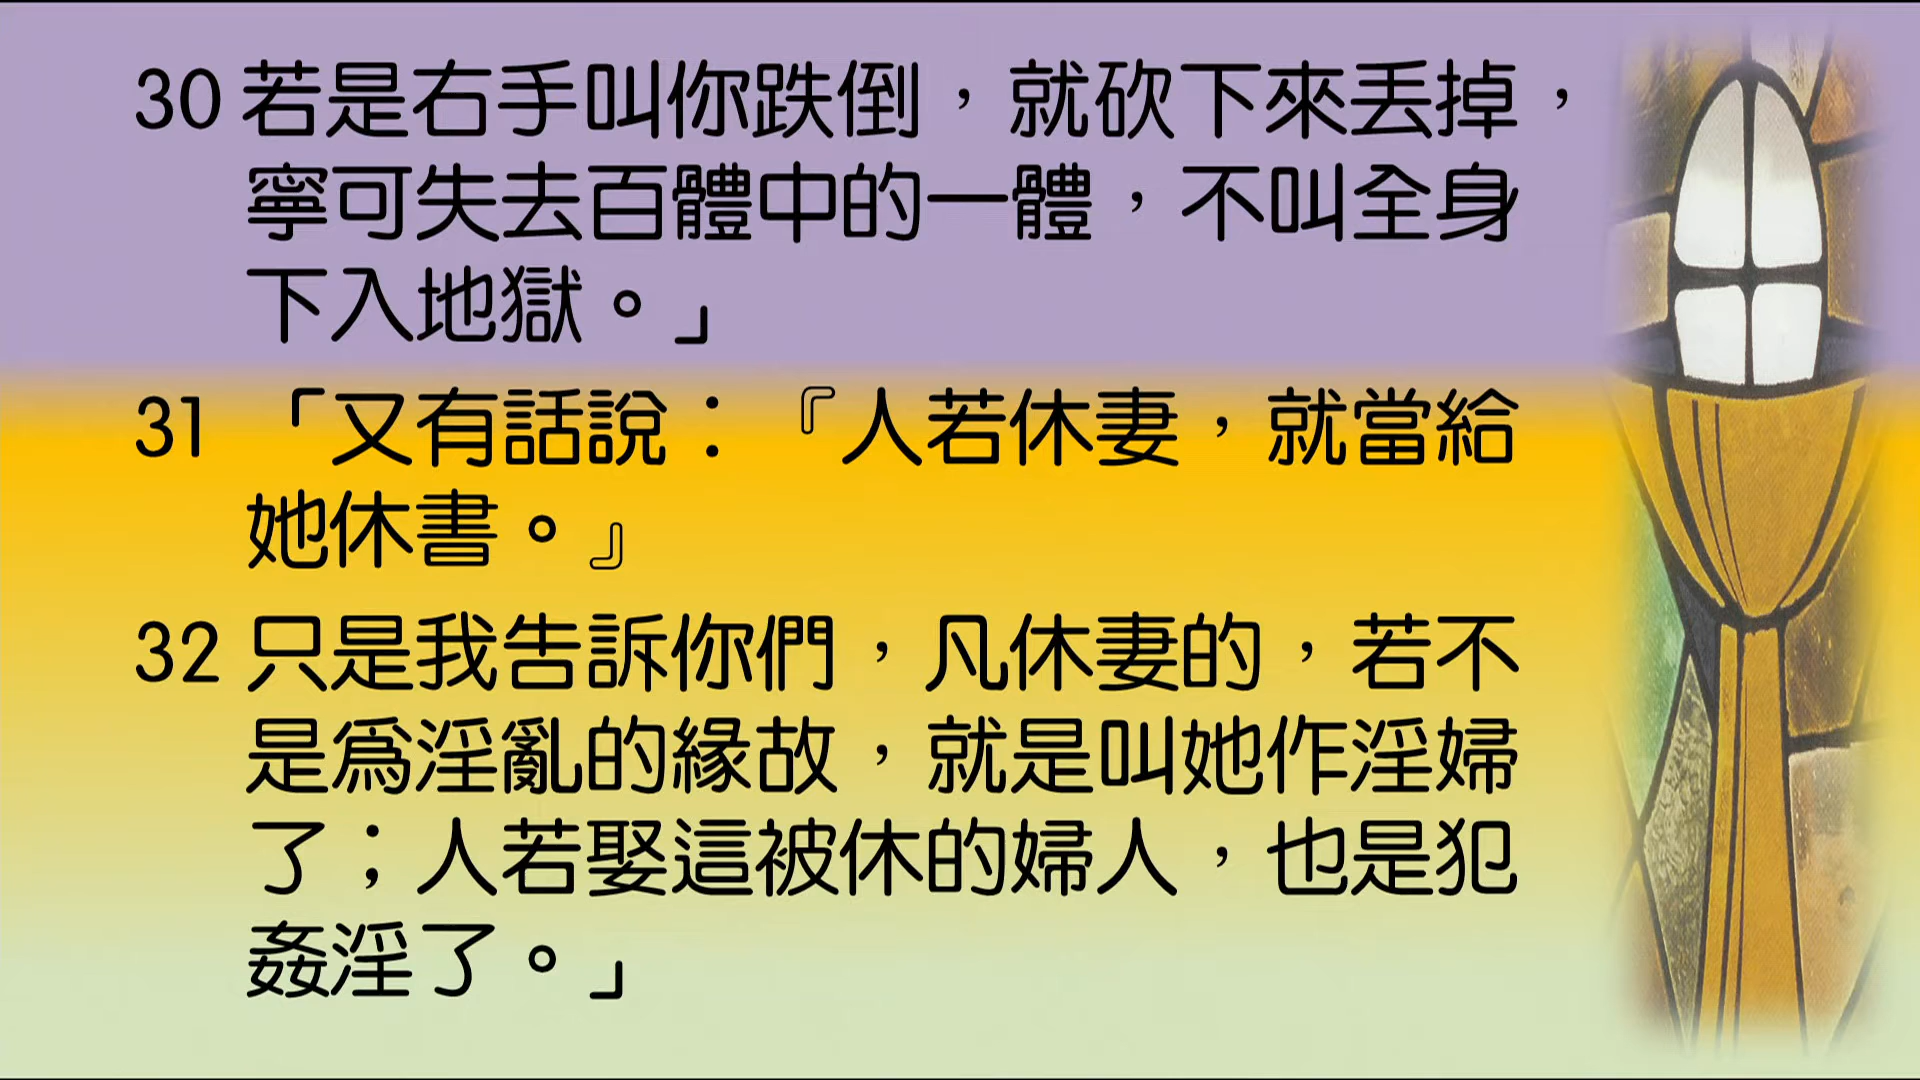 30 若是右手叫你跌倒，就砍下來丟掉，
寧可失去百體中的一體，不叫全身
下入地獄。」
31 「又有話說：『人若休妻，就當給
她休書。』
32 只是我告訴你們，凡休妻的，若不
是為淫亂的緣故，就是叫她作淫婦
了；人若娶這被休的婦人，也是犯
姦淫了。」